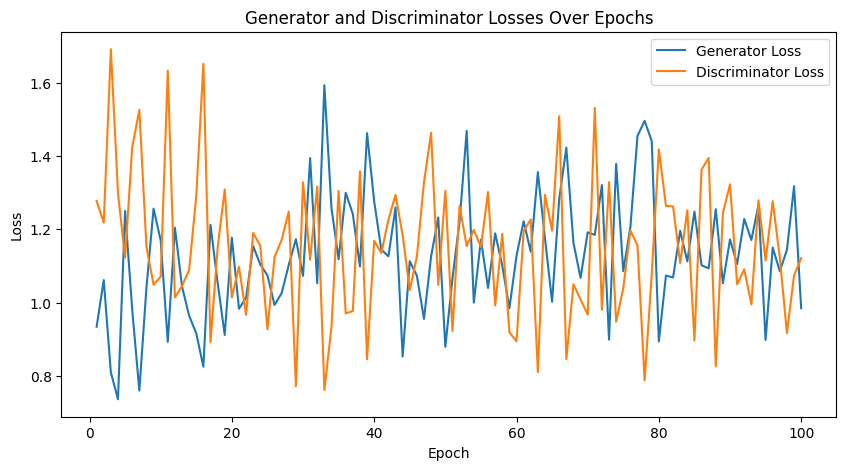 Generator and Discriminator Losses Over Epochs
Generator Loss
Discriminator Loss
Loss
1.6
1.4
1.2
1.0
0.8
0
20
40
60
80
100
Epoch